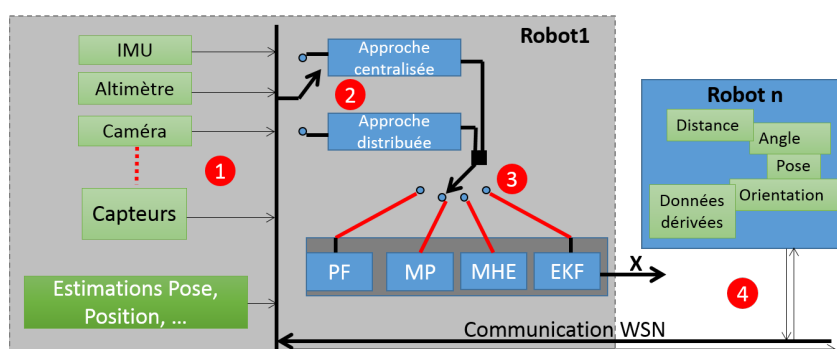 Robot1
IMU
Altimètre
Caméra
1
Capteurs
Estimations Pose,
Position, ...
Approche
centralisée
2
Approche
distribuée
3
PF
MP
MHE
EKF
X
Robot n
Distance
Angle
Pose
Orientation
Données
dérivées
4
Communication WSN